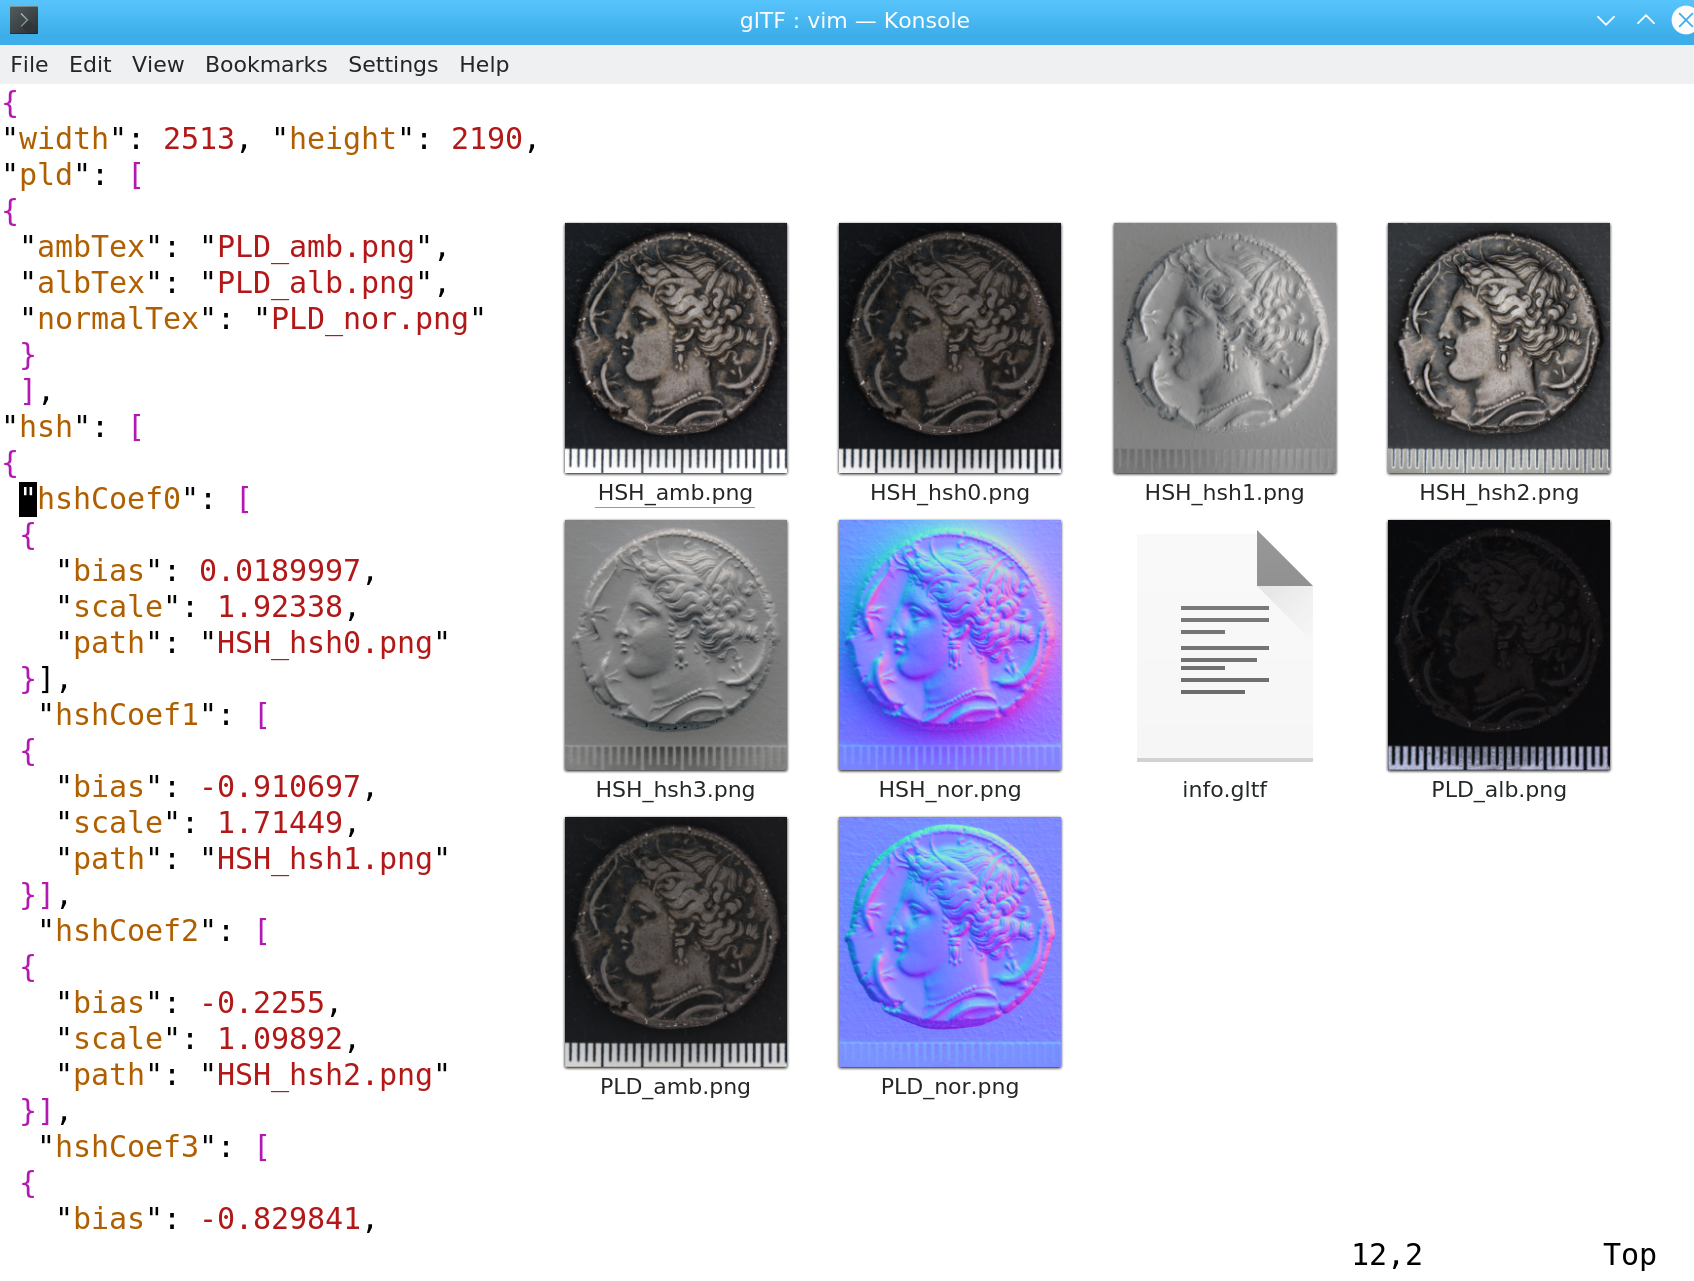 glTF : vim — Konsole
File Edit View Bookmarks Settings Help
{
"width": 2513, "height": 2190,
"pld": [
{
"ambTex": "PLD_amb.png",
"albTex": "PLD_alb.png",
"normalTex": "PLD_nor.png"
}
],
"hsh": [
{
"hshCoef0": [
{
"bias": 0.0189997,
"scale": 1.92338,
"path": "HSH_hsh0.png"
}],
"hshCoef1": [
{
"bias": -0.910697,
"scale": 1.71449,
"path": "HSH_hsh1.png"
}],
"hshCoef2": [
{
"bias": -0.2255,
"scale": 1.09892,
"path": "HSH_hsh2.png"
}],
"hshCoef3": [
{
"bias": -0.829841,
HSH_amb.png HSH_hsh0.png HSH_hsh1.png HSH_hsh2.png
HSH_hsh3.png HSH_nor.png info.gltf PLD_alb.png
PLD_amb.png PLD_nor.png
12,2 Top